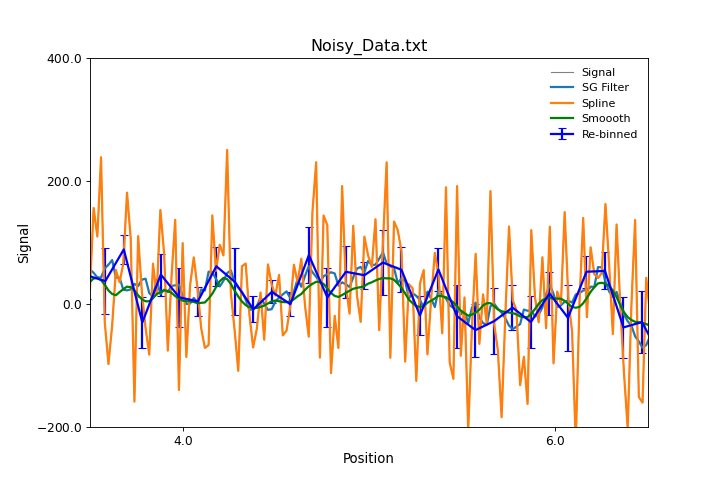 Noisy_Data.txt
400.0
200.0
0.0
−200.0
Signal
4.0
6.0
Position
Signal
SG Filter
Spline
Smoooth
Re-binned